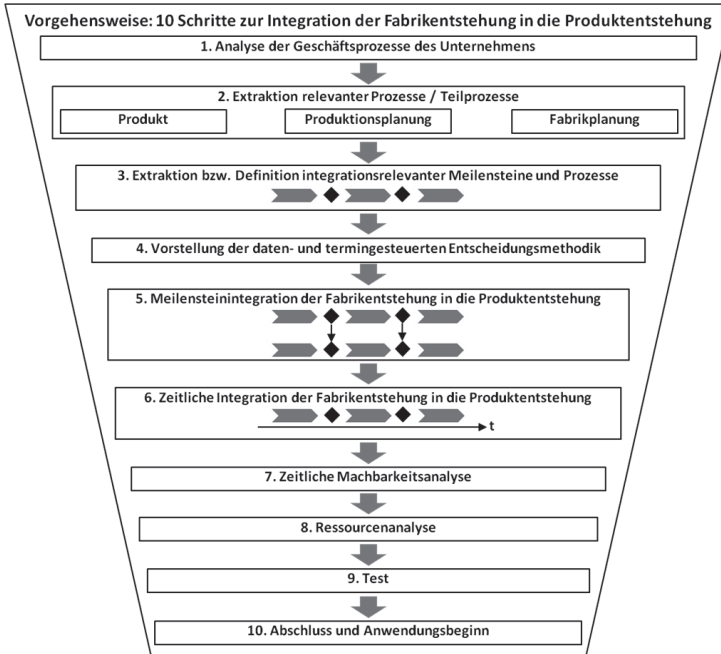 Vorgehensweise: 10 Schritte zur Integration der Fabrikentstehung in die Produktentstehung
1. Analyse der Geschäftsprozesse des Unternehmens
2. Extraktion relevanter Prozesse / Teilprozesse
Produkt Produktionsplanung Fabrikplanung
3. Extraktion bzw. Definition integrationsrelevanter Meilensteine und Prozesse
4. Vorstellung der daten- und termingesteuerten Entscheidungsmethodik
5. Meilensteinintegration der Fabrikentstehung in die Produktentstehung
6. Zeitliche Integration der Fabrikentstehung in die Produktentstehung
t
7. Zeitliche Machbarkeitsanalyse
8. Ressourcenanalyse
9. Test
10. Abschluss und Anwendungsbeginn